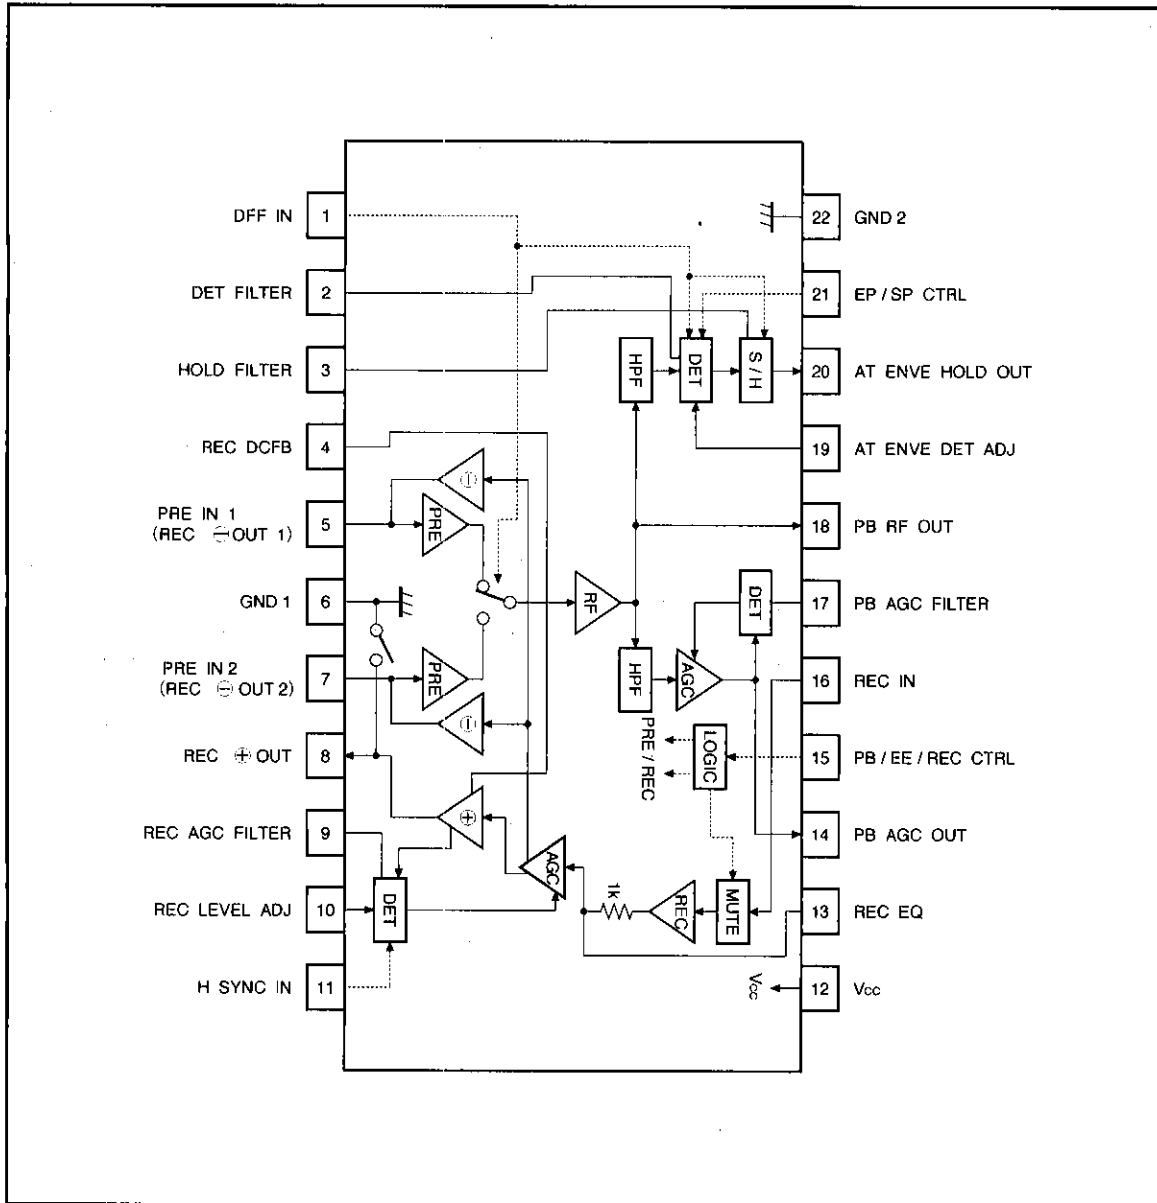 DFF IN 1
DET FILTER 2
HOLD FILTER 3
REC DCFB 4
PRE IN 1
(REC ⊖ OUT 1) 5
GND 1 6
PRE IN 2
(REC ⊖ OUT 2) 7
REC ⊕ OUT 8
REC AGC FILTER 9
REC LEVEL ADJ 10
H SYNC IN 11
⊖
PRE
PRE
⊖
⊕
DET
AGC
1k
REC
MUTE
LOGIC
PRE / REC
RF
HPF
AGC
DET
HPF
DET
S / H
Vcc
22 GND 2
21 EP / SP CTRL
20 AT ENVE HOLD OUT
19 AT ENVE DET ADJ
18 PB RF OUT
17 PB AGC FILTER
16 REC IN
15 PB / EE / REC CTRL
14 PB AGC OUT
13 REC EQ
12 Vcc